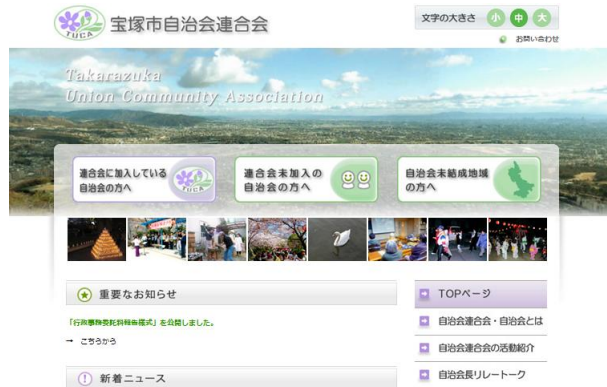 TUCA
宝塚市自治会連合会
文字の大きさ 小 中 大
お問い合わせ
Takarazuka
Union Community Association
連合会に加入している
自治会の方へ
TUCA
連合会未加入の
自治会の方へ
自治会未結成地域
の方へ
重要なお知らせ
「行政事務委託料報告様式」を公開しました。
→ こちらから
新着ニュース
TOPページ
自治会連合会・自治会とは
自治会連合会の活動紹介
自治会長リレートーク